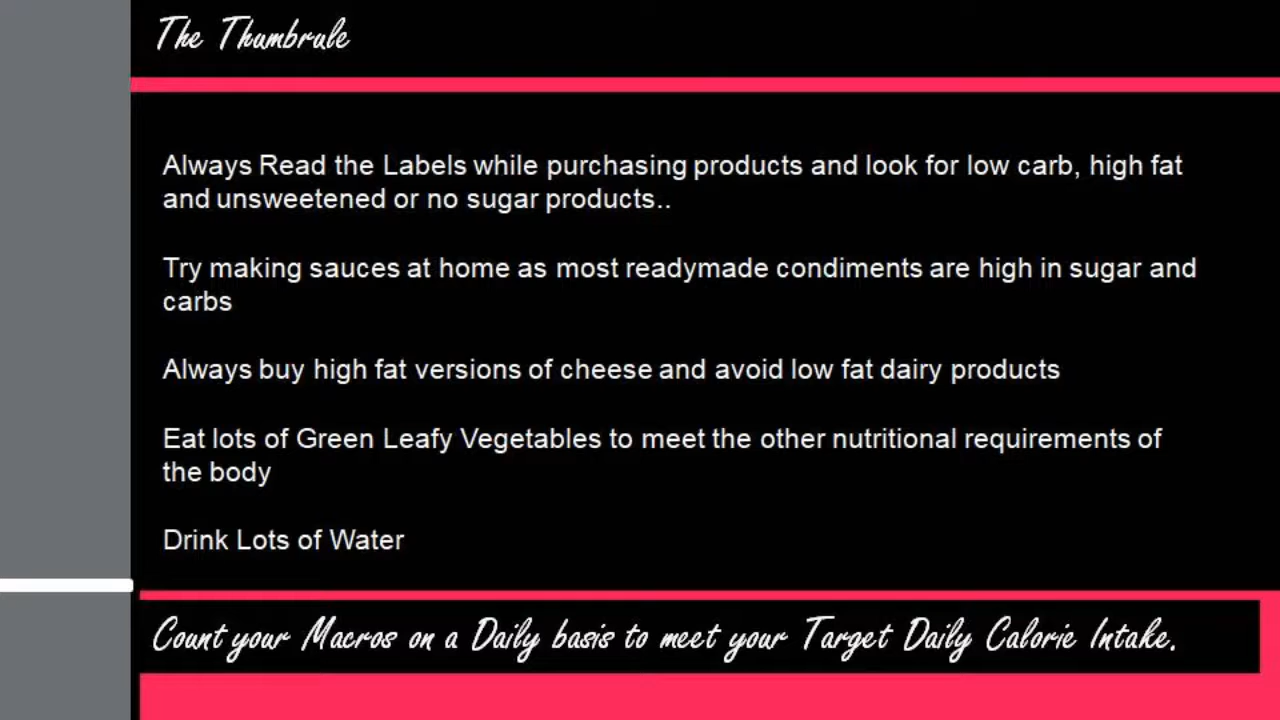 The Thumbrule
Always Read the Labels while purchasing products and look for low carb, high fat
and unsweetened or no sugar products..
Try making sauces at home as most readymade condiments are high in sugar and
carbs
Always buy high fat versions of cheese and avoid low fat dairy products
Eat lots of Green Leafy Vegetables to meet the other nutritional requirements of
the body
Drink Lots of Water
Count your Macros on a Daily basis to meet your Target Daily Calorie Intake.